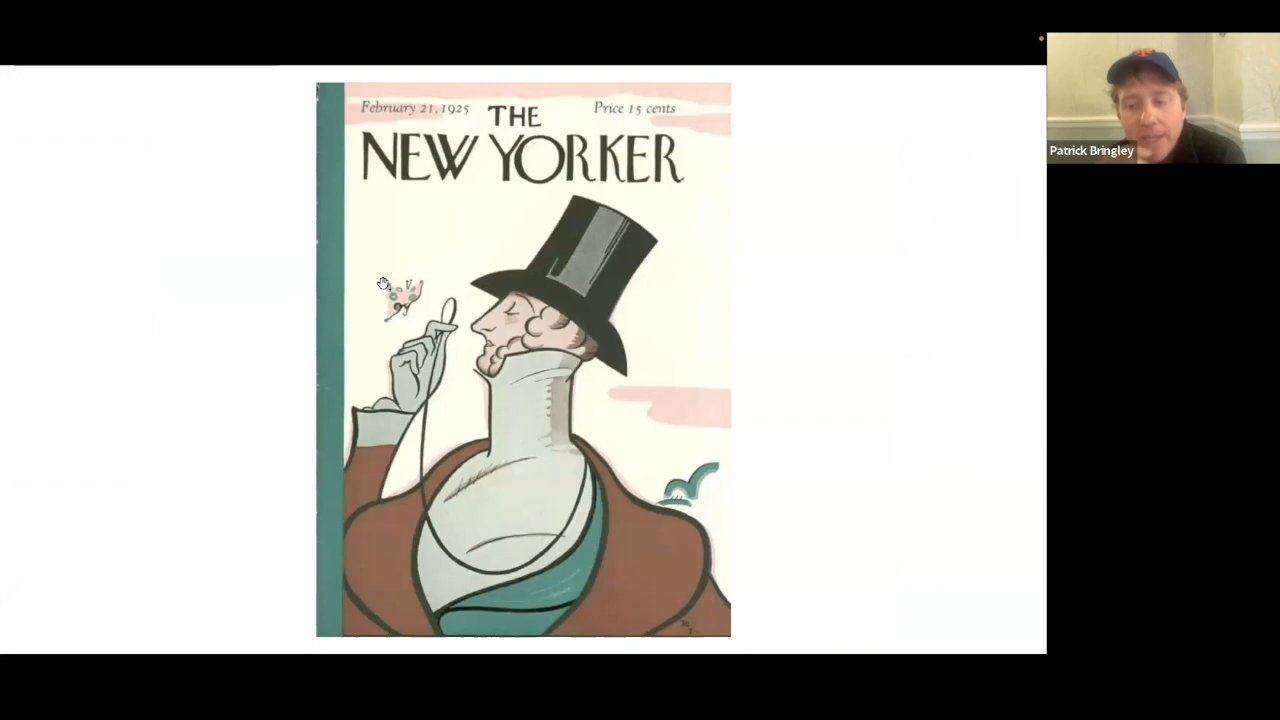 February 21, 1925
THE
Price 15 cents
NEW YORKER
Patrick Bringley